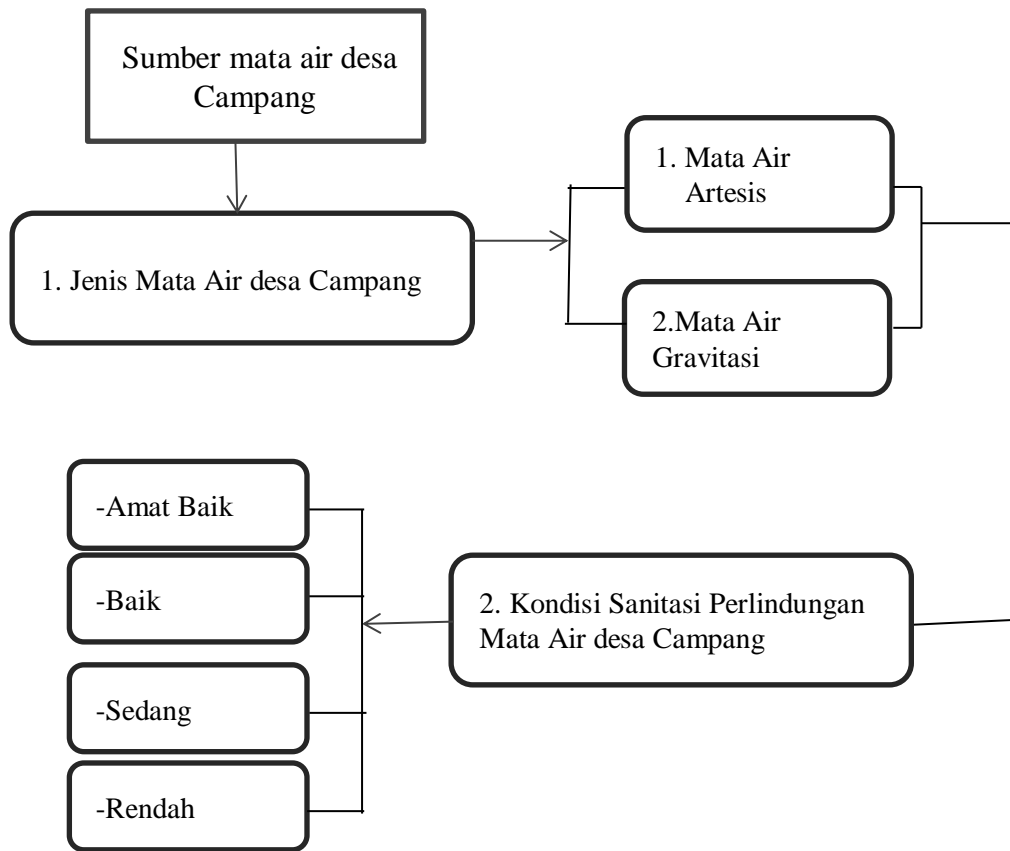 Sumber mata air desa
Campang
1. Mata Air
Artesis
1. Jenis Mata Air desa Campang
2.Mata Air
Gravitasi
-Amat Baik
-Baik
2. Kondisi Sanitasi Perlindungan
Mata Air desa Campang
-Sedang
-Rendah